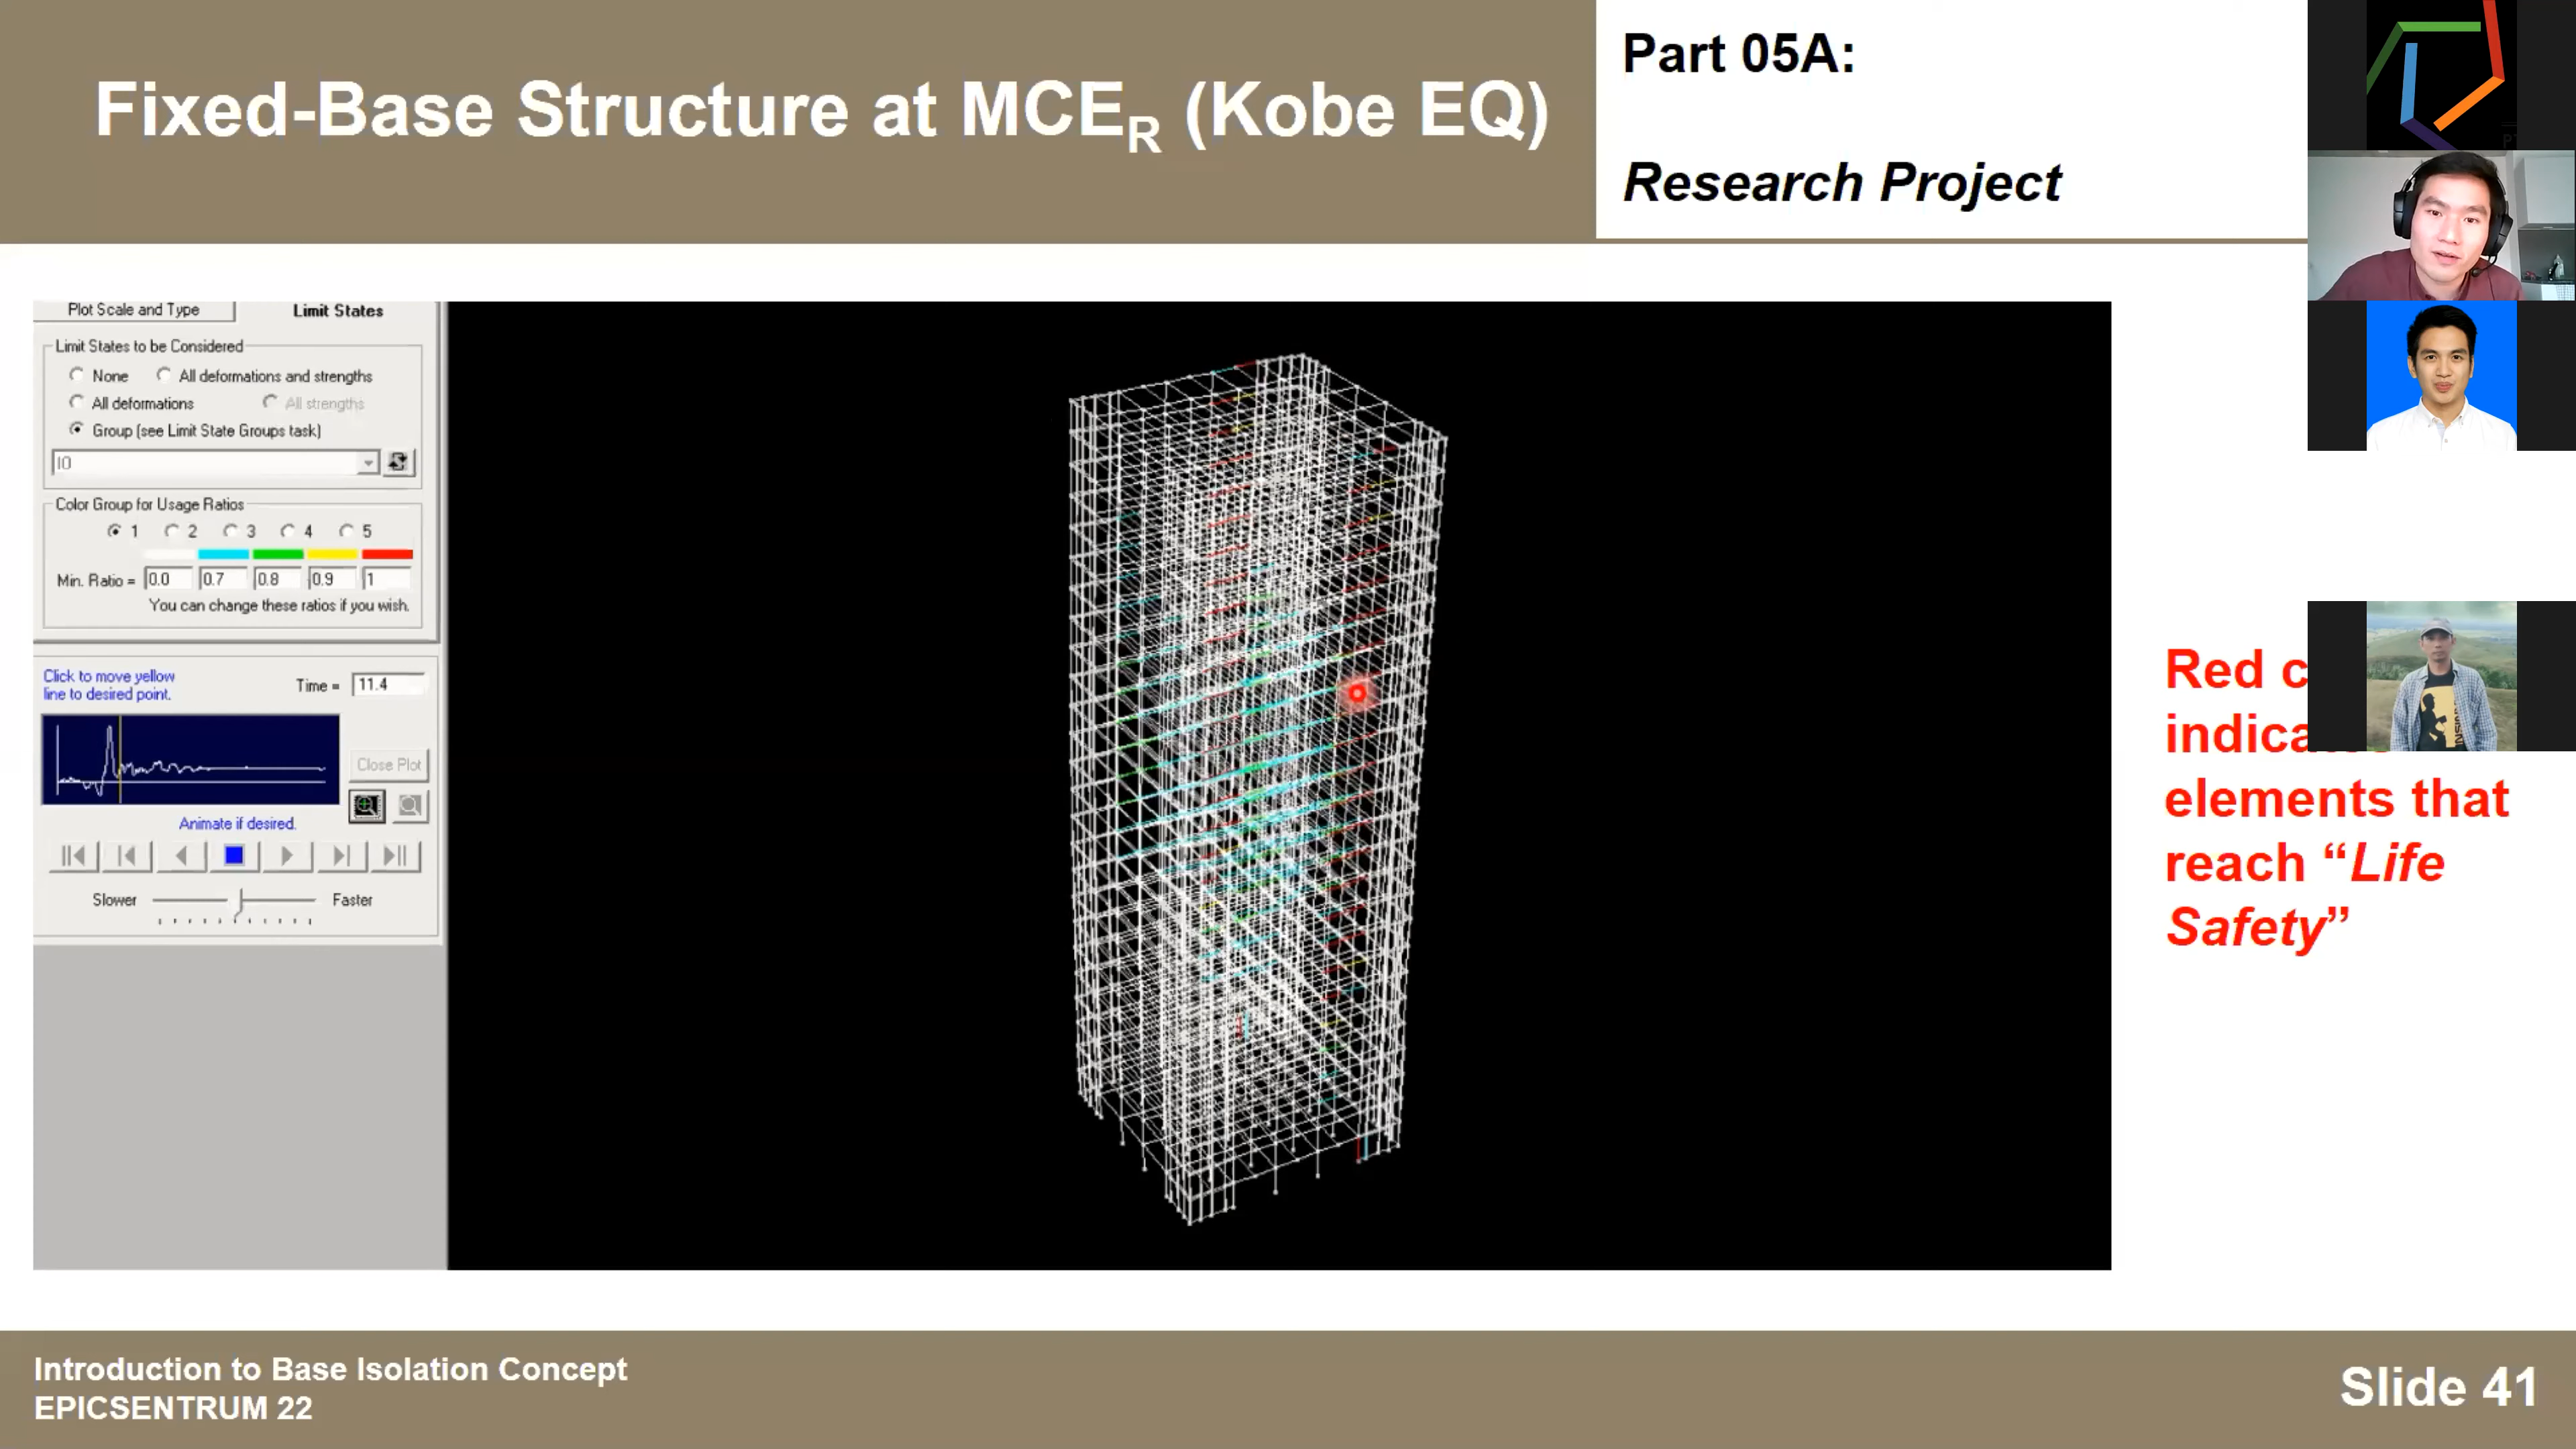 Fixed-Base Structure at MCER (Kobe EQ)
Part 05A:
Research Project
Plot Scale and Type
Limit States
Limit States to be Considered
None
All deformations and strengths
All deformations
All strengths
Group (see Limit State Groups task)
IO
Color Group for Usage Ratios
1 2 3 4 5
Min. Ratio = 0.0 0.7 0.8 0.9 1
You can change these ratios if you wish.
Click to move yellow
line to desired point.
Time = 11.4
Close Plot
Animate if desired.
Slower
Faster
Red
elements that
reach “Life
Safety”
Introduction to Base Isolation Concept
EPICSENTRUM 22
Slide 41